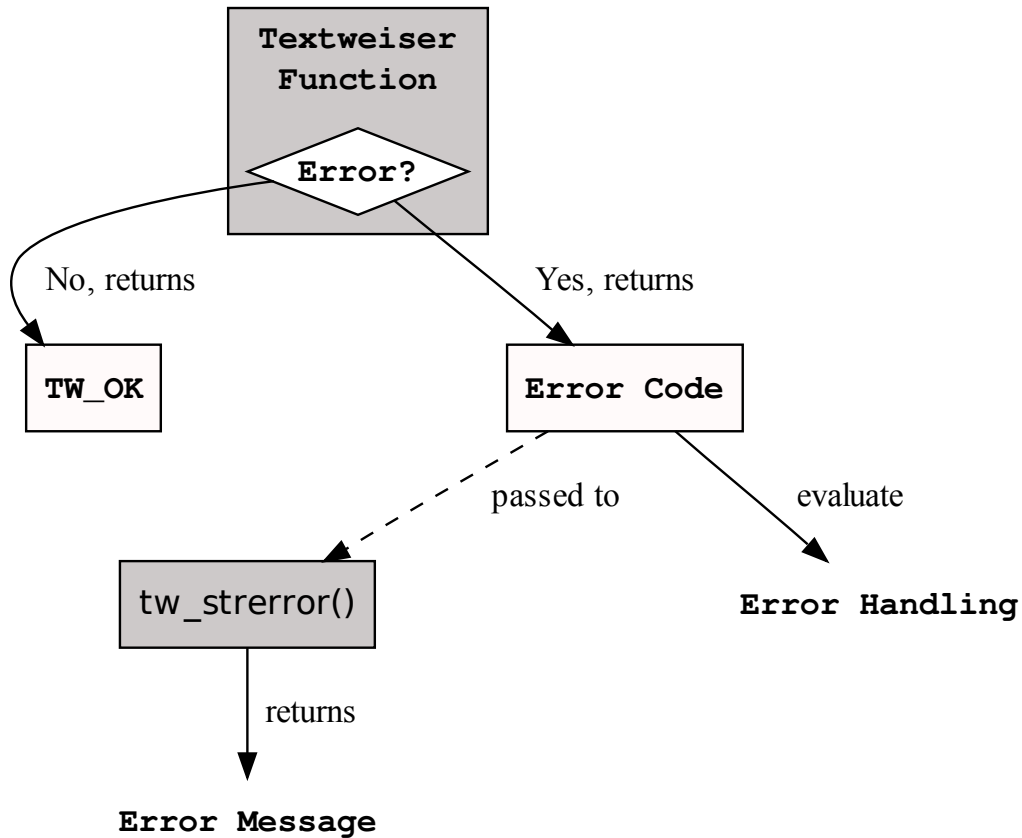 Textweiser
Function
Error?
No, returns
Yes, returns
TW_OK
Error Code
passed to
evaluate
tw_strerror()
Error Handling
returns
Error Message